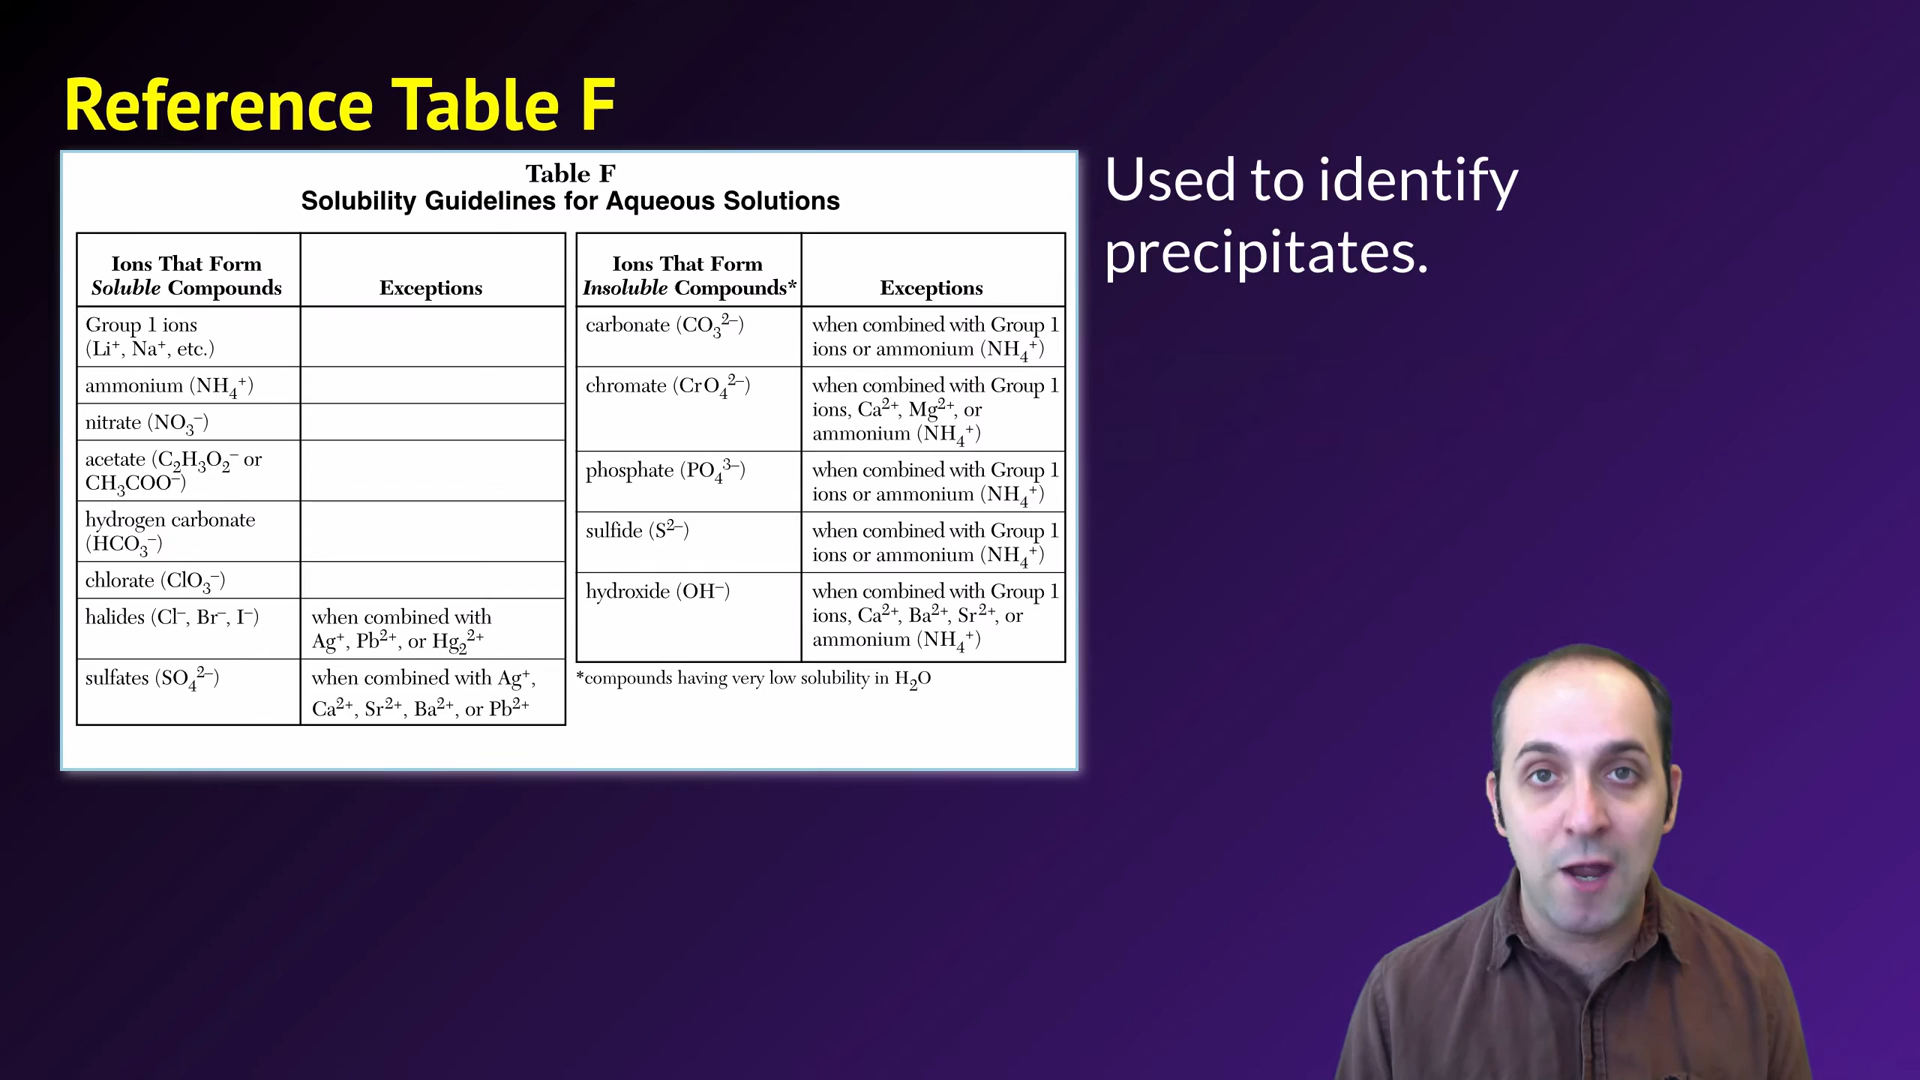 Reference Table F
Table F
Solubility Guidelines for Aqueous Solutions
Ions That Form
Soluble Compounds
Exceptions
Group 1 ions
(Li⁺, Na⁺, etc.)
ammonium (NH₄⁺)
nitrate (NO₃⁻)
acetate (C₂H₃O₂⁻ or
CH₃COO⁻)
hydrogen carbonate
(HCO₃⁻)
chlorate (ClO₃⁻)
halides (Cl⁻, Br⁻, I⁻)
when combined with
Ag⁺, Pb²⁺, or Hg₂²⁺
sulfates (SO₄²⁻)
when combined with Ag⁺,
Ca²⁺, Sr²⁺, Ba²⁺, or Pb²⁺
Ions That Form
Insoluble Compounds*
Exceptions
carbonate (CO₃²⁻)
when combined with Group 1
ions or ammonium (NH₄⁺)
chromate (CrO₄²⁻)
when combined with Group 1
ions, Ca²⁺, Mg²⁺, or
ammonium (NH₄⁺)
phosphate (PO₄³⁻)
when combined with Group 1
ions or ammonium (NH₄⁺)
sulfide (S²⁻)
when combined with Group 1
ions or ammonium (NH₄⁺)
hydroxide (OH⁻)
when combined with Group 1
ions, Ca²⁺, Ba²⁺, Sr²⁺, or
ammonium (NH₄⁺)
*compounds having very low solubility in H₂O
Used to identify
precipitates.